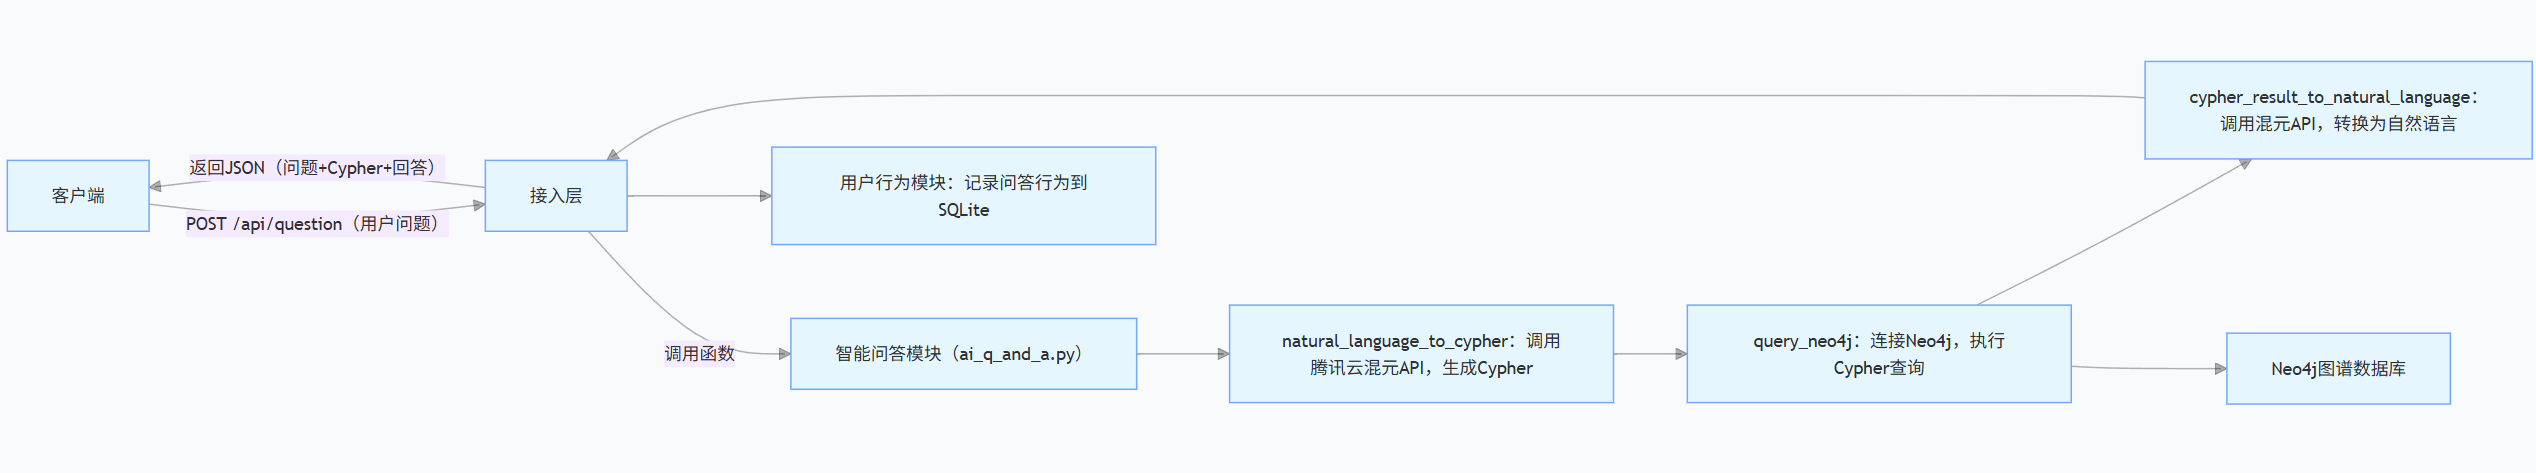 客户端
返回JSON（问题+Cypher+回答）
POST /api/question（用户问题）
接入层
用户行为模块：记录问答行为到
SQLite
调用函数
智能问答模块（ai_q_and_a.py）
natural_language_to_cypher：调用
腾讯云混元API，生成Cypher
query_neo4j：连接Neo4j，执行
Cypher查询
cypher_result_to_natural_language：
调用混元API，转换为自然语言
Neo4j图谱数据库